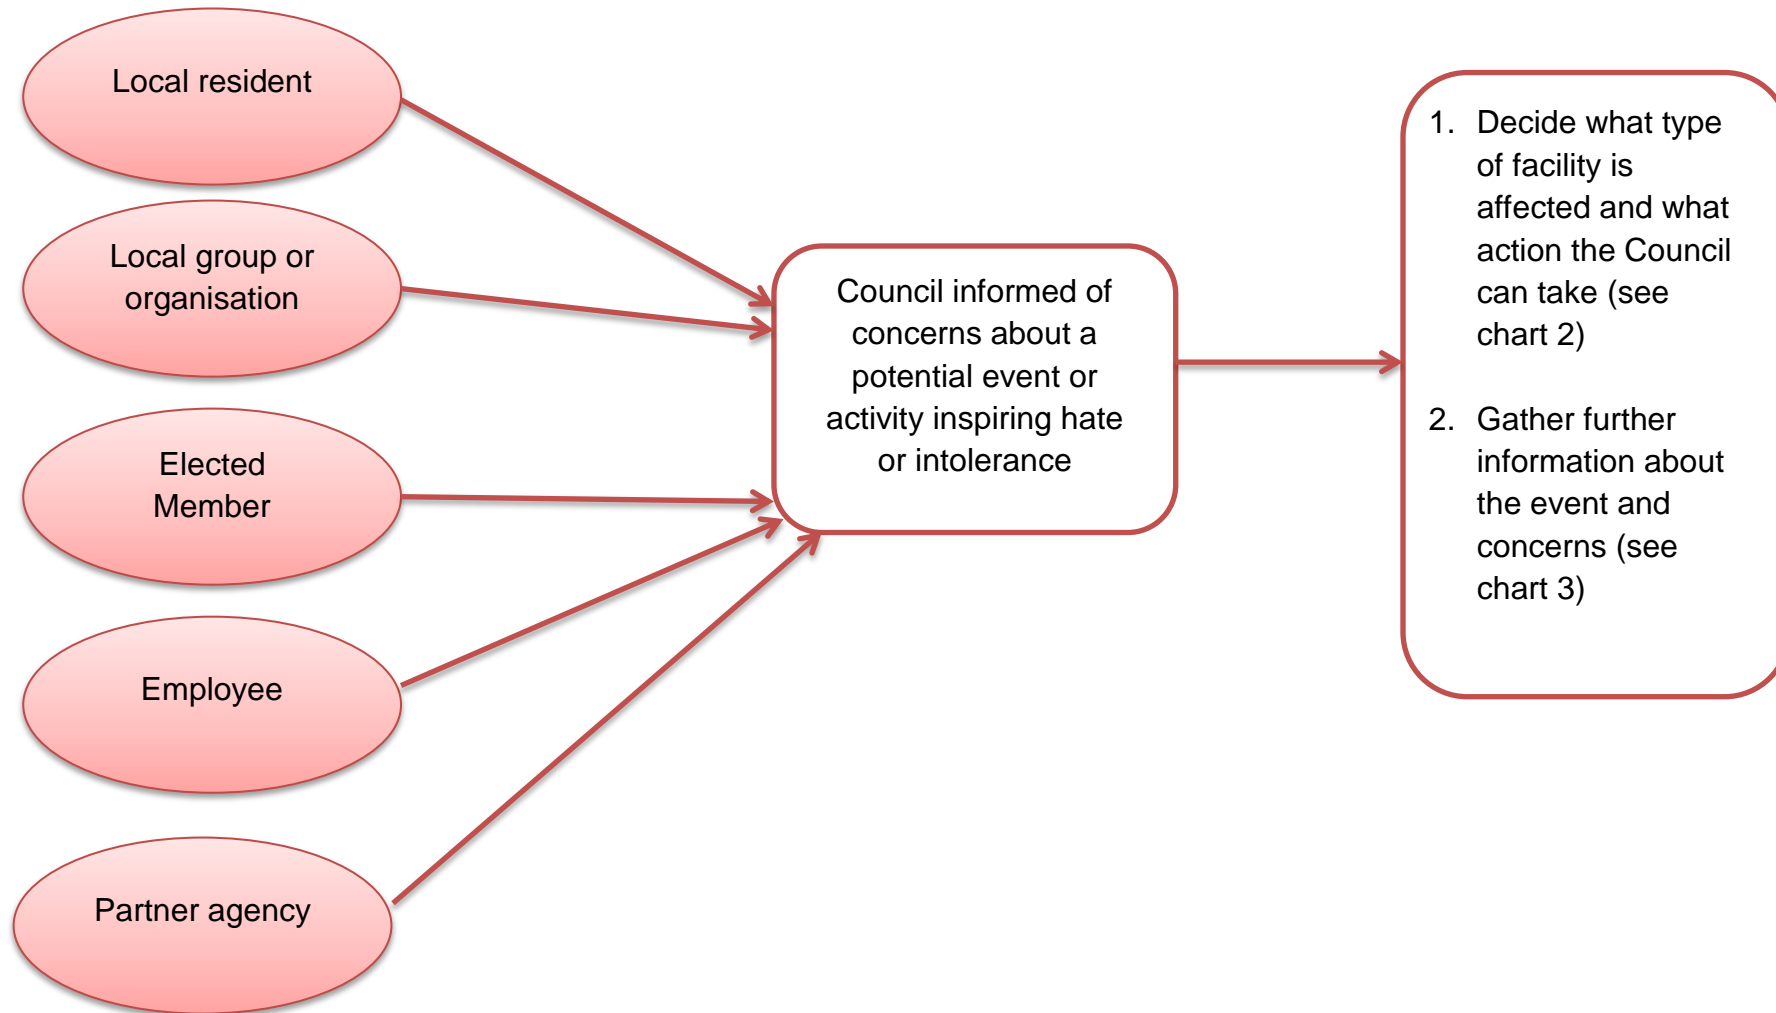 Local resident
Local group or
organisation
Elected
Member
Employee
Partner agency
Council informed of
concerns about a
potential event or
activity inspiring hate
or intolerance
1. Decide what type
of facility is
affected and what
action the Council
can take (see
chart 2)
2. Gather further
information about
the event and
concerns (see
chart 3)